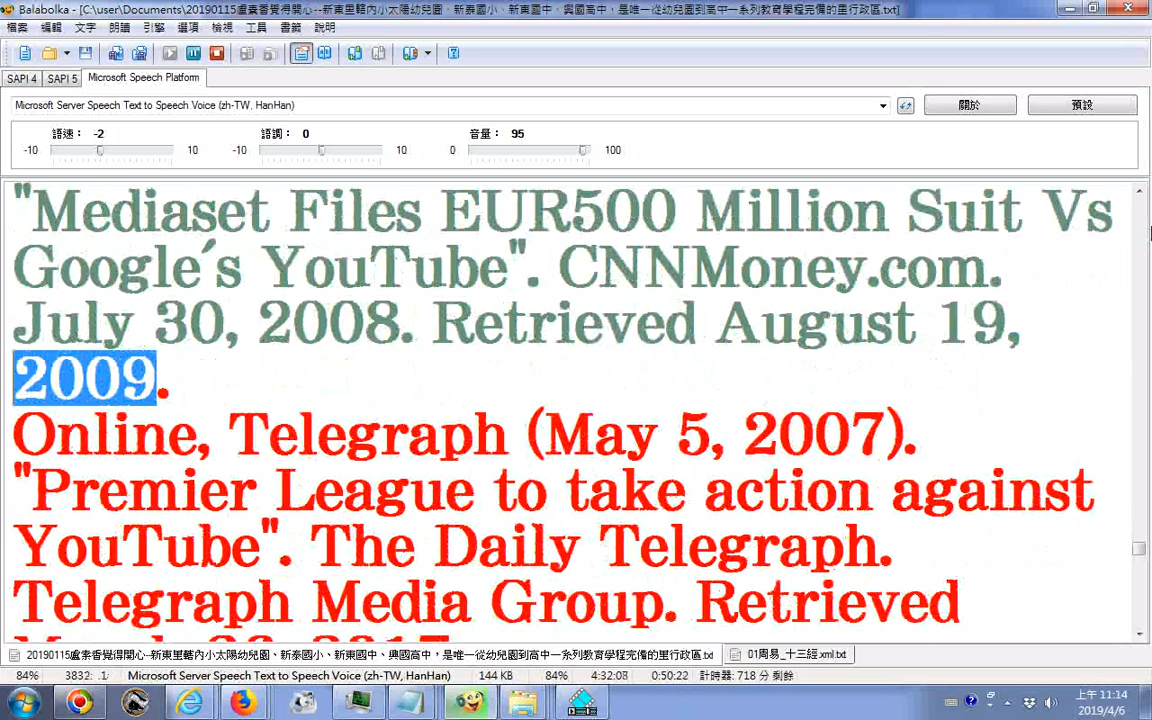 Balabolka - [C:\user\Documents\20190115盧素香覺得開心--新東里轄內小太陽幼兒園、新泰國小、新東國中、興國高中，是唯一從幼兒園到高中一系列教育學程完備的里行政區.txt]
檔案 編輯 文字 朗讀 引擎 選項 檢視 工具 書籤 說明
SAPI 4 SAPI 5 Microsoft Speech Platform
Microsoft Server Speech Text to Speech Voice (zh-TW, HanHan) 關於 預設
語速： -2 語調： 0 音量： 95
-10 10 -10 10 0 100
"Mediaset Files EUR500 Million Suit Vs
Google´s YouTube". CNNMoney.com.
July 30, 2008. Retrieved August 19,
2009.
Online, Telegraph (May 5, 2007).
"Premier League to take action against
YouTube". The Daily Telegraph.
Telegraph Media Group. Retrieved
20190115盧素香覺得開心--新東里轄內小太陽幼兒園、新泰國小、新東國中、興國高中，是唯一從幼兒園到高中一系列教育學程完備的里行政區.txt 01周易_十三經.xml.txt
84% 3832: 1 Microsoft Server Speech Text to Speech Voice (zh-TW, HanHan) 144 KB 84% 4:32:08 0:50:22 計時器: 718 分 剩餘
上午 11:14
2019/4/6